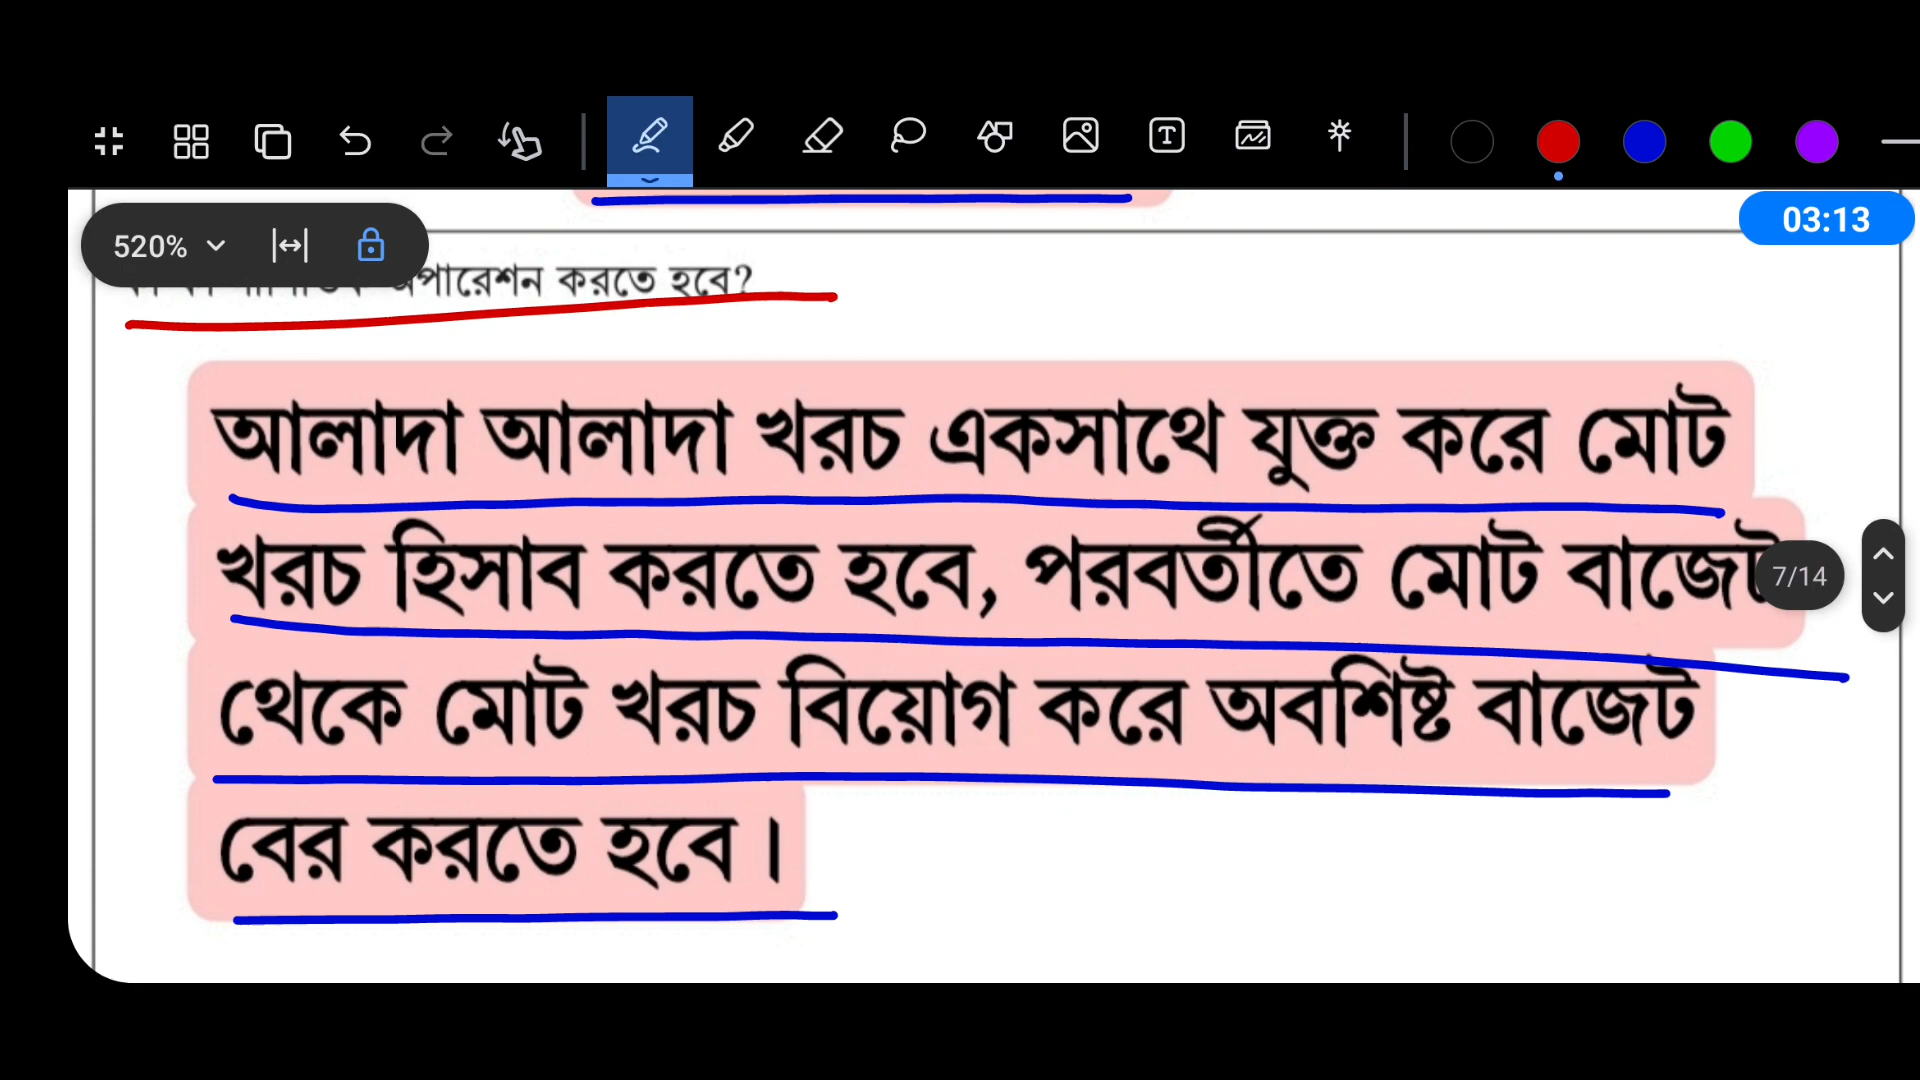 520%
03:13
অপারেশন করতে হবে?
আলাদা আলাদা খরচ একসাথে যুক্ত করে মোট
খরচ হিসাব করতে হবে, পরবর্তীতে মোট বাজেট
7/14
থেকে মোট খরচ বিয়োগ করে অবশিষ্ট বাজেট
বের করতে হবে।